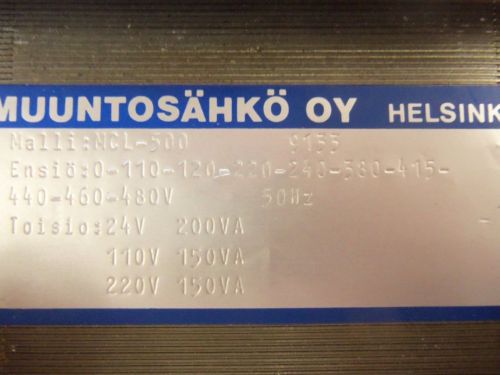 MUUNTOSÄHKÖ OY HELSINK
Malli:MCL-500 9133
Ensiö:0-110-120-220-240-380-415-
440-460-480V 50Hz
Toisio:24V 200VA
110V 150VA
220V 150VA